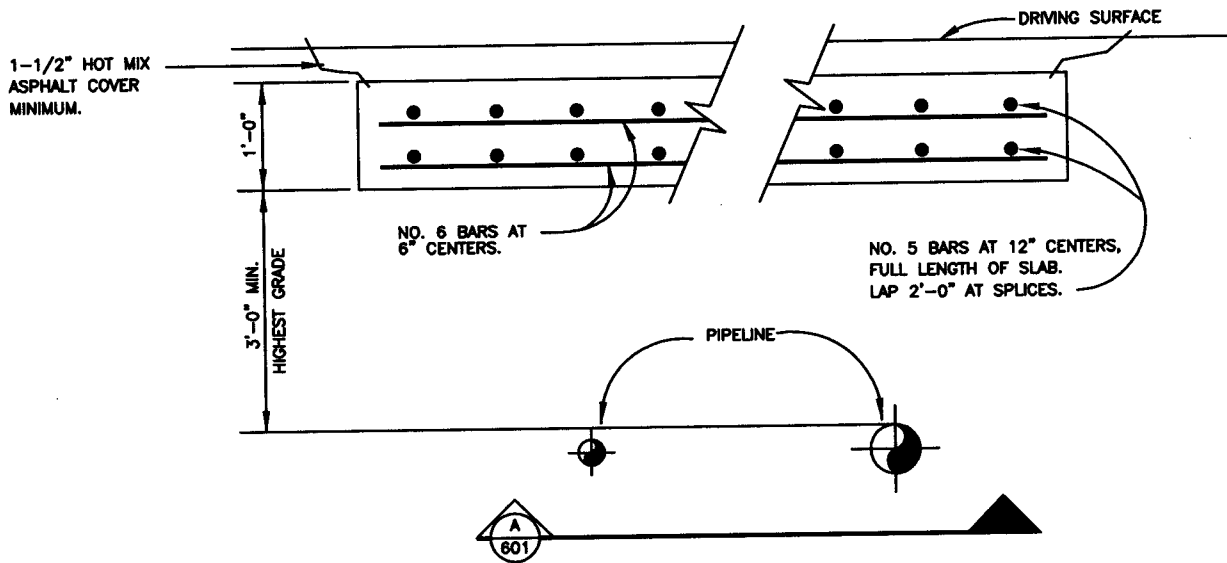 DRIVING SURFACE
1-1/2" HOT MIX
ASPHALT COVER
MINIMUM.
1'-0"
NO. 6 BARS AT
6" CENTERS.
NO. 5 BARS AT 12" CENTERS,
FULL LENGTH OF SLAB.
LAP 2'-0" AT SPLICES.
3'-0" MIN.
HIGHEST GRADE
PIPELINE
A
601